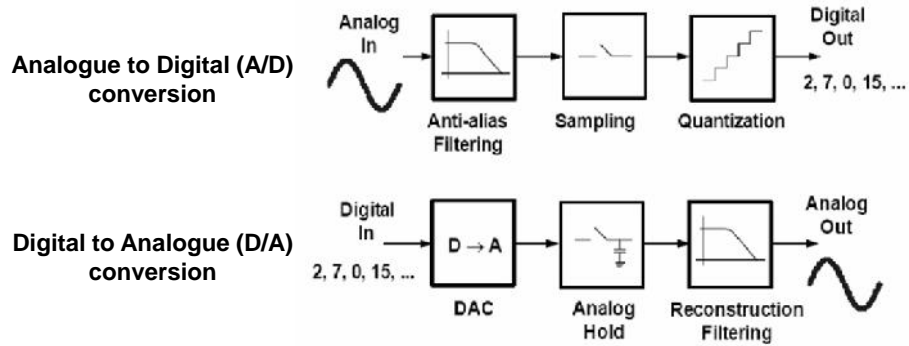 Analogue to Digital (A/D)
conversion
Analog
In
Anti-alias
Filtering
Sampling
Quantization
Digital
Out
2, 7, 0, 15, ...
Digital to Analogue (D/A)
conversion
Digital
In
2, 7, 0, 15, ...
D → A
DAC
Analog
Hold
Reconstruction
Filtering
Analog
Out